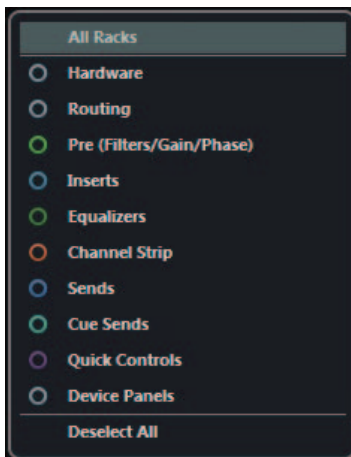 All Racks
Hardware
Routing
Pre (Filters/Gain/Phase)
Inserts
Equalizers
Channel Strip
Sends
Cue Sends
Quick Controls
Device Panels
Deselect All